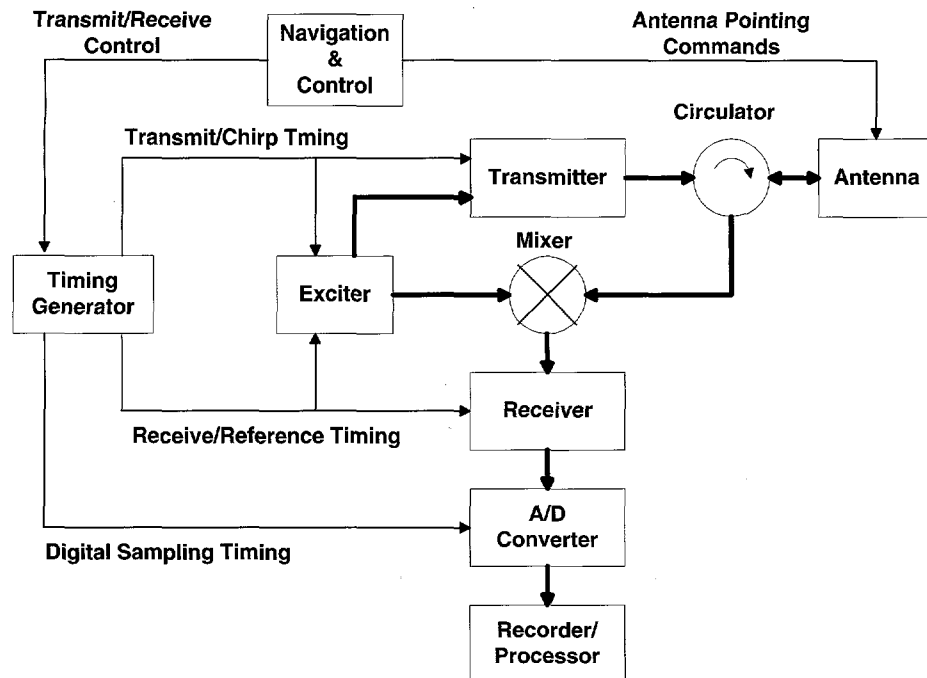 Transmit/Receive
Control
Navigation
&
Control
Antenna Pointing
Commands
Circulator
Transmit/Chirp Tming
Transmitter
Antenna
Mixer
Timing
Generator
Exciter
Receiver
Receive/Reference Timing
A/D
Converter
Digital Sampling Timing
Recorder/
Processor